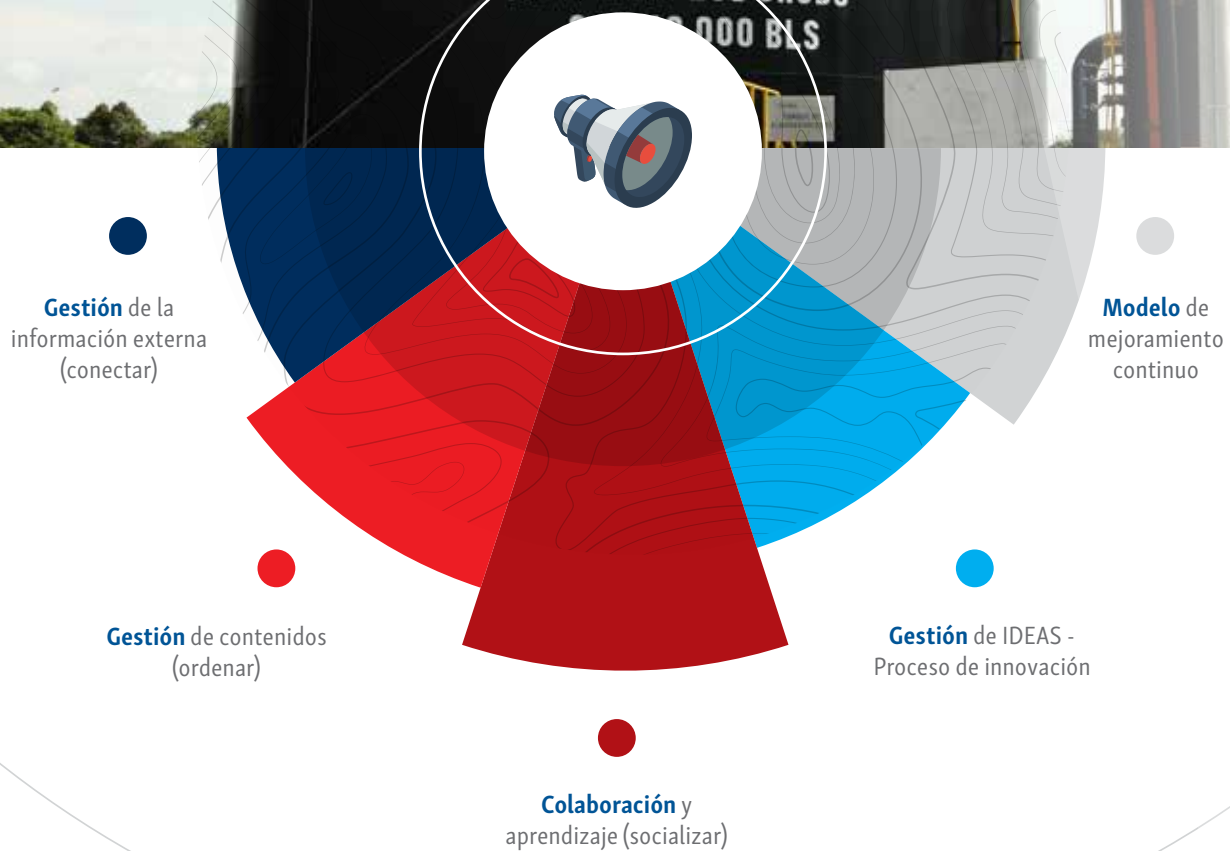 000 BLS
Gestión de la
información externa
(conectar)
Modelo de
mejoramiento
continuo
Gestión de contenidos
(ordenar)
Gestión de IDEAS -
Proceso de innovación
Colaboración y
aprendizaje (socializar)